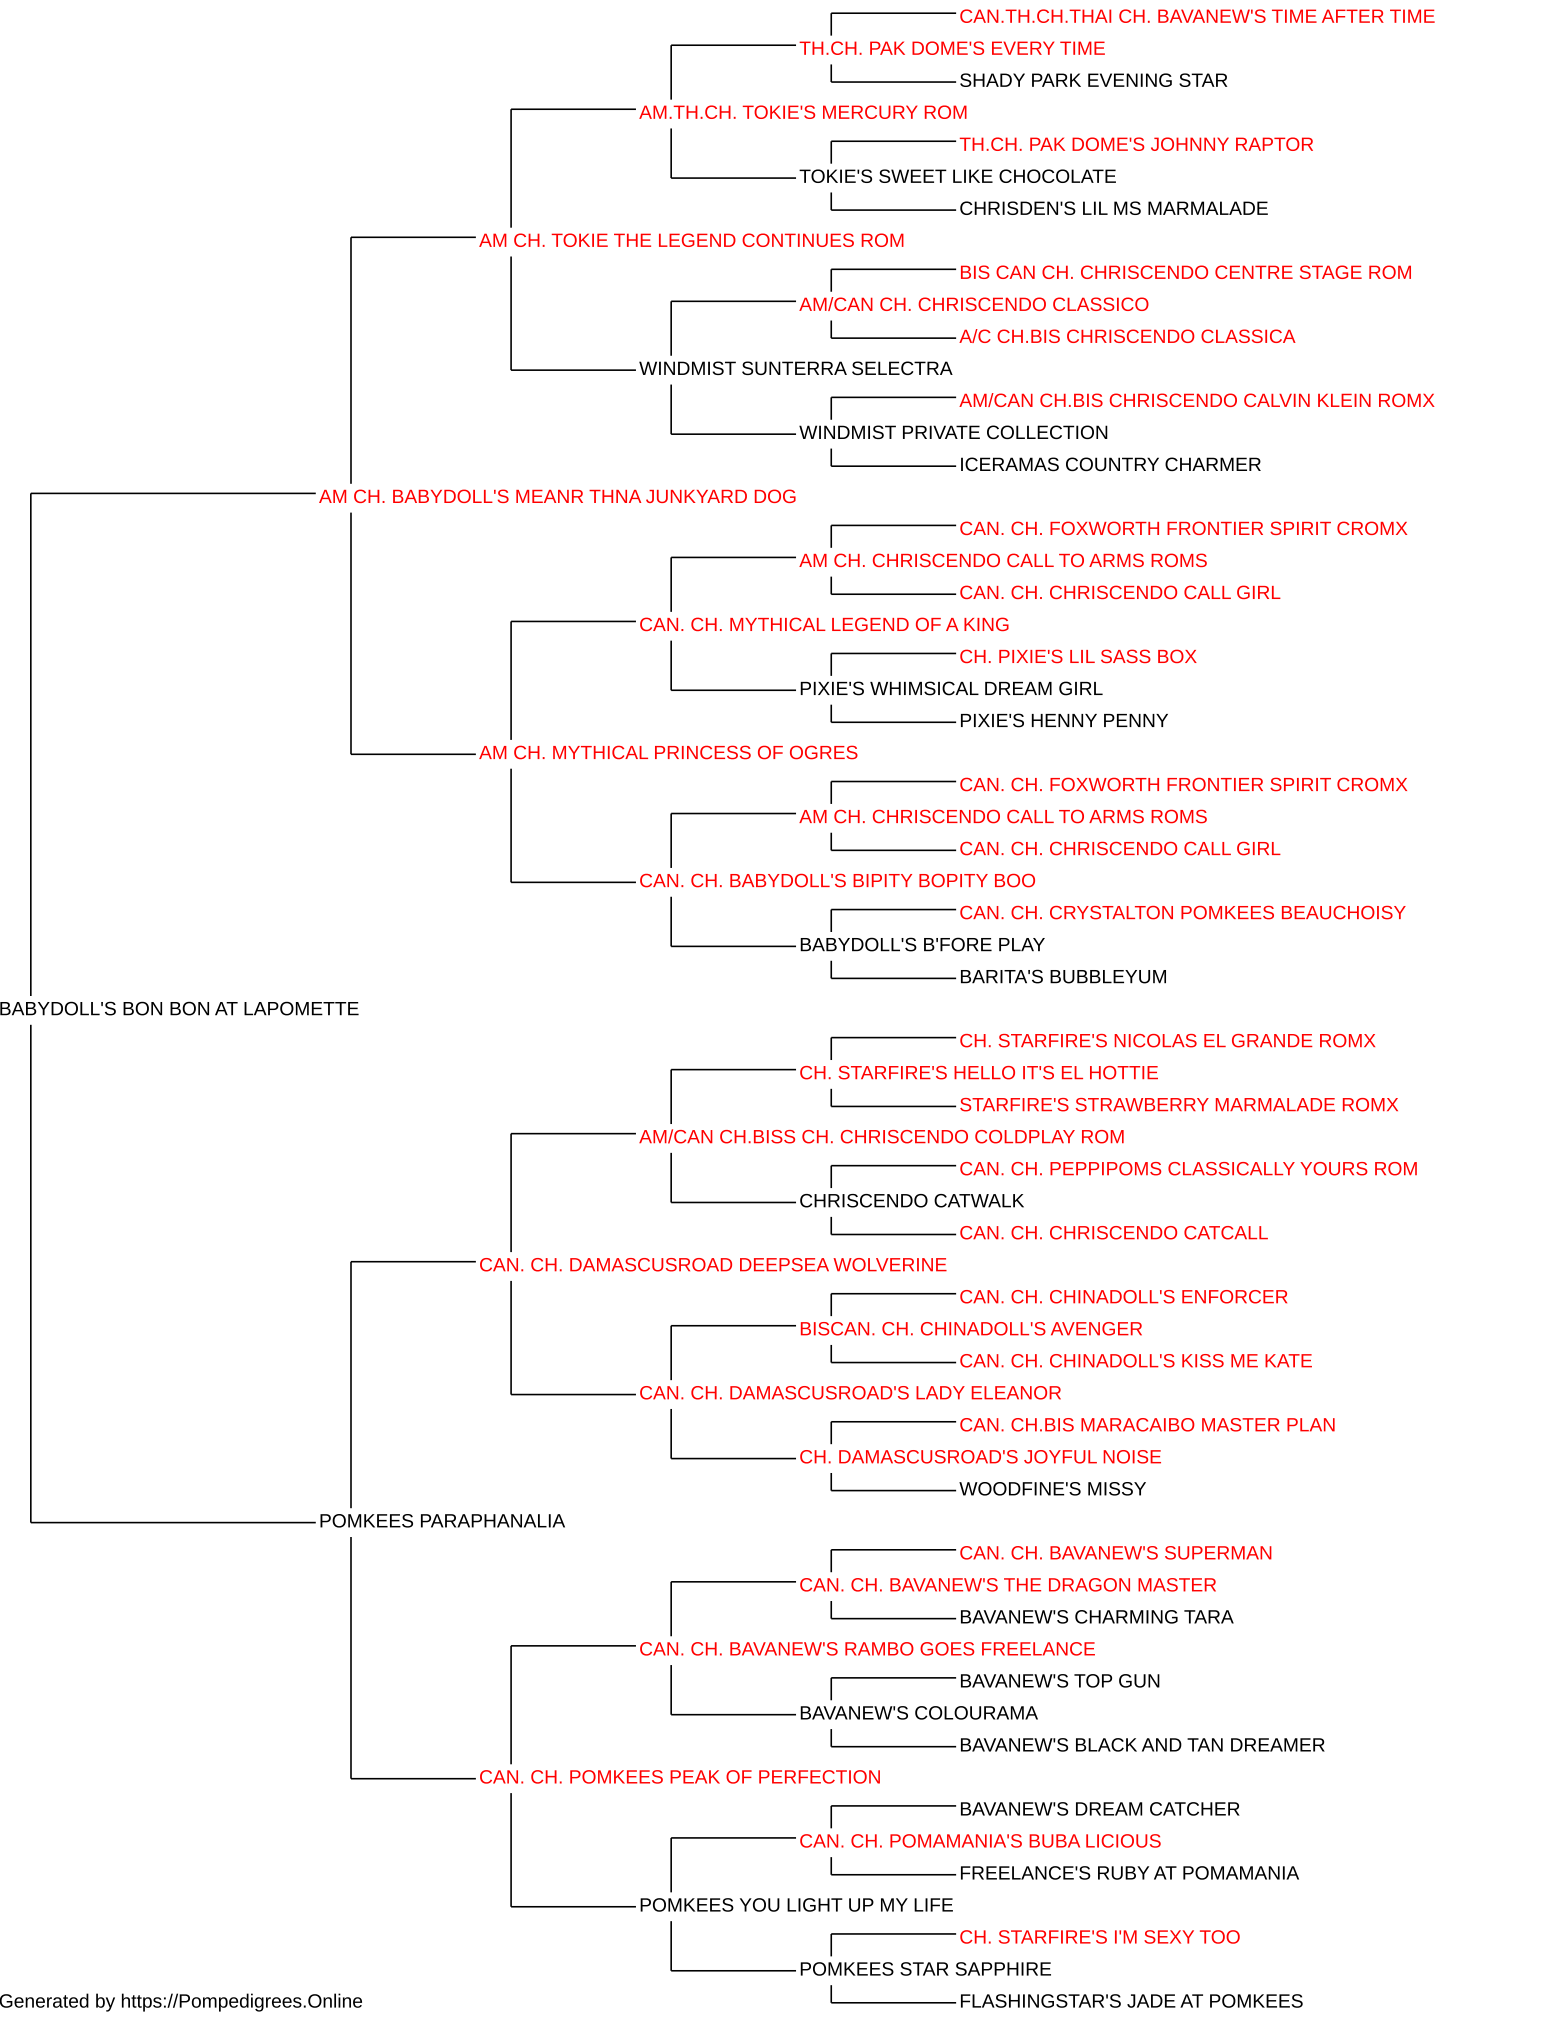 CAN.TH.CH.THAI CH. BAVANEW'S TIME AFTER TIME
TH.CH. PAK DOME'S EVERY TIME
SHADY PARK EVENING STAR
AM.TH.CH. TOKIE'S MERCURY ROM
TH.CH. PAK DOME'S JOHNNY RAPTOR
TOKIE'S SWEET LIKE CHOCOLATE
CHRISDEN'S LIL MS MARMALADE
AM CH. TOKIE THE LEGEND CONTINUES ROM
BIS CAN CH. CHRISCENDO CENTRE STAGE ROM
AM/CAN CH. CHRISCENDO CLASSICO
A/C CH.BIS CHRISCENDO CLASSICA
WINDMIST SUNTERRA SELECTRA
AM/CAN CH.BIS CHRISCENDO CALVIN KLEIN ROMX
WINDMIST PRIVATE COLLECTION
ICERAMAS COUNTRY CHARMER
AM CH. BABYDOLL'S MEANR THNA JUNKYARD DOG
CAN. CH. FOXWORTH FRONTIER SPIRIT CROMX
AM CH. CHRISCENDO CALL TO ARMS ROMS
CAN. CH. CHRISCENDO CALL GIRL
CAN. CH. MYTHICAL LEGEND OF A KING
CH. PIXIE'S LIL SASS BOX
PIXIE'S WHIMSICAL DREAM GIRL
PIXIE'S HENNY PENNY
AM CH. MYTHICAL PRINCESS OF OGRES
CAN. CH. FOXWORTH FRONTIER SPIRIT CROMX
AM CH. CHRISCENDO CALL TO ARMS ROMS
CAN. CH. CHRISCENDO CALL GIRL
CAN. CH. BABYDOLL'S BIPITY BOPITY BOO
CAN. CH. CRYSTALTON POMKEES BEAUCHOISY
BABYDOLL'S B'FORE PLAY
BARITA'S BUBBLEYUM
BABYDOLL'S BON BON AT LAPOMETTE
CH. STARFIRE'S NICOLAS EL GRANDE ROMX
CH. STARFIRE'S HELLO IT'S EL HOTTIE
STARFIRE'S STRAWBERRY MARMALADE ROMX
AM/CAN CH.BISS CH. CHRISCENDO COLDPLAY ROM
CAN. CH. PEPPIPOMS CLASSICALLY YOURS ROM
CHRISCENDO CATWALK
CAN. CH. CHRISCENDO CATCALL
CAN. CH. DAMASCUSROAD DEEPSEA WOLVERINE
CAN. CH. CHINADOLL'S ENFORCER
BISCAN. CH. CHINADOLL'S AVENGER
CAN. CH. CHINADOLL'S KISS ME KATE
CAN. CH. DAMASCUSROAD'S LADY ELEANOR
CAN. CH.BIS MARACAIBO MASTER PLAN
CH. DAMASCUSROAD'S JOYFUL NOISE
WOODFINE'S MISSY
POMKEES PARAPHANALIA
CAN. CH. BAVANEW'S SUPERMAN
CAN. CH. BAVANEW'S THE DRAGON MASTER
BAVANEW'S CHARMING TARA
CAN. CH. BAVANEW'S RAMBO GOES FREELANCE
BAVANEW'S TOP GUN
BAVANEW'S COLOURAMA
BAVANEW'S BLACK AND TAN DREAMER
CAN. CH. POMKEES PEAK OF PERFECTION
BAVANEW'S DREAM CATCHER
CAN. CH. POMAMANIA'S BUBA LICIOUS
FREELANCE'S RUBY AT POMAMANIA
POMKEES YOU LIGHT UP MY LIFE
CH. STARFIRE'S I'M SEXY TOO
POMKEES STAR SAPPHIRE
FLASHINGSTAR'S JADE AT POMKEES
Generated by https://Pompedigrees.Online